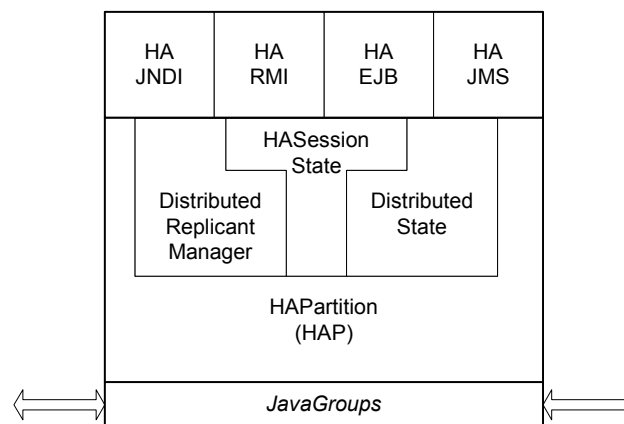 HA
JNDI
HA
RMI
HA
EJB
HA
JMS
HASession
State
Distributed
Replicant
Manager
Distributed
State
HAPartition
(HAP)
JavaGroups